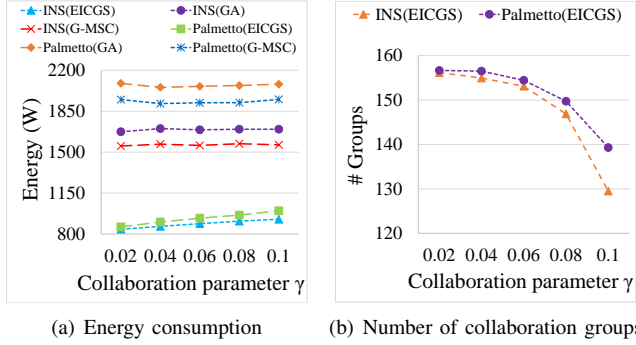 INS(EICGS) INS(GA)
INS(G-MSC) Palmetto(EICGS)
Palmetto(GA) Palmetto(G-MSC)
2200
1850
1500
1150
800
Energy (W)
0.02 0.04 0.06 0.08 0.1
Collaboration parameter γ
(a) Energy consumption
INS(EICGS) Palmetto(EICGS)
160
150
140
130
120
# Groups
0.02 0.04 0.06 0.08 0.1
Collaboration parameter γ
(b) Number of collaboration groups